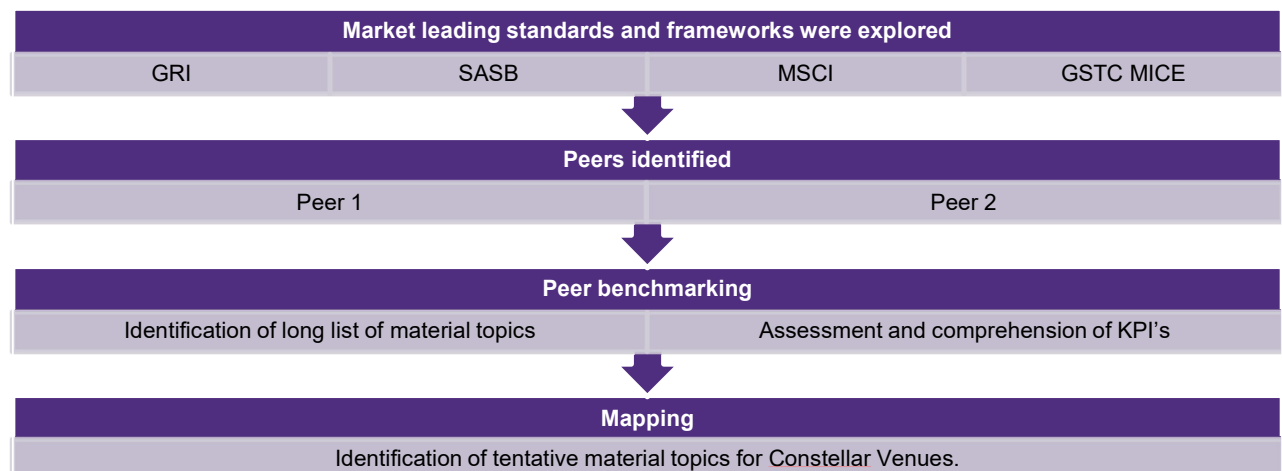 Market leading standards and frameworks were explored
GRI SASB MSCI GSTC MICE
Peers identified
Peer 1 Peer 2
Peer benchmarking
Identification of long list of material topics Assessment and comprehension of KPI's
Mapping
Identification of tentative material topics for Constellar Venues.